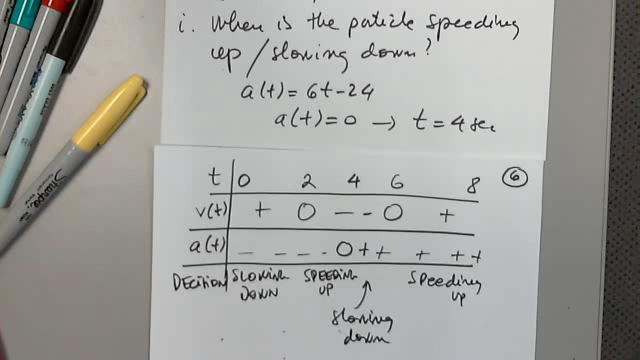 i. When is the particle speeding
up / slowing down?
a(t) = 6t - 24
a(t) = 0 → t = 4 sec
t 0 2 4 6 8 ⑥
v(t) + 0 - - 0 +
a(t) - - - - - 0 + + + + +
DECISION SLOWING DOWN SPEEDING UP ↑ Speeding up
slowing
down
Sharpie